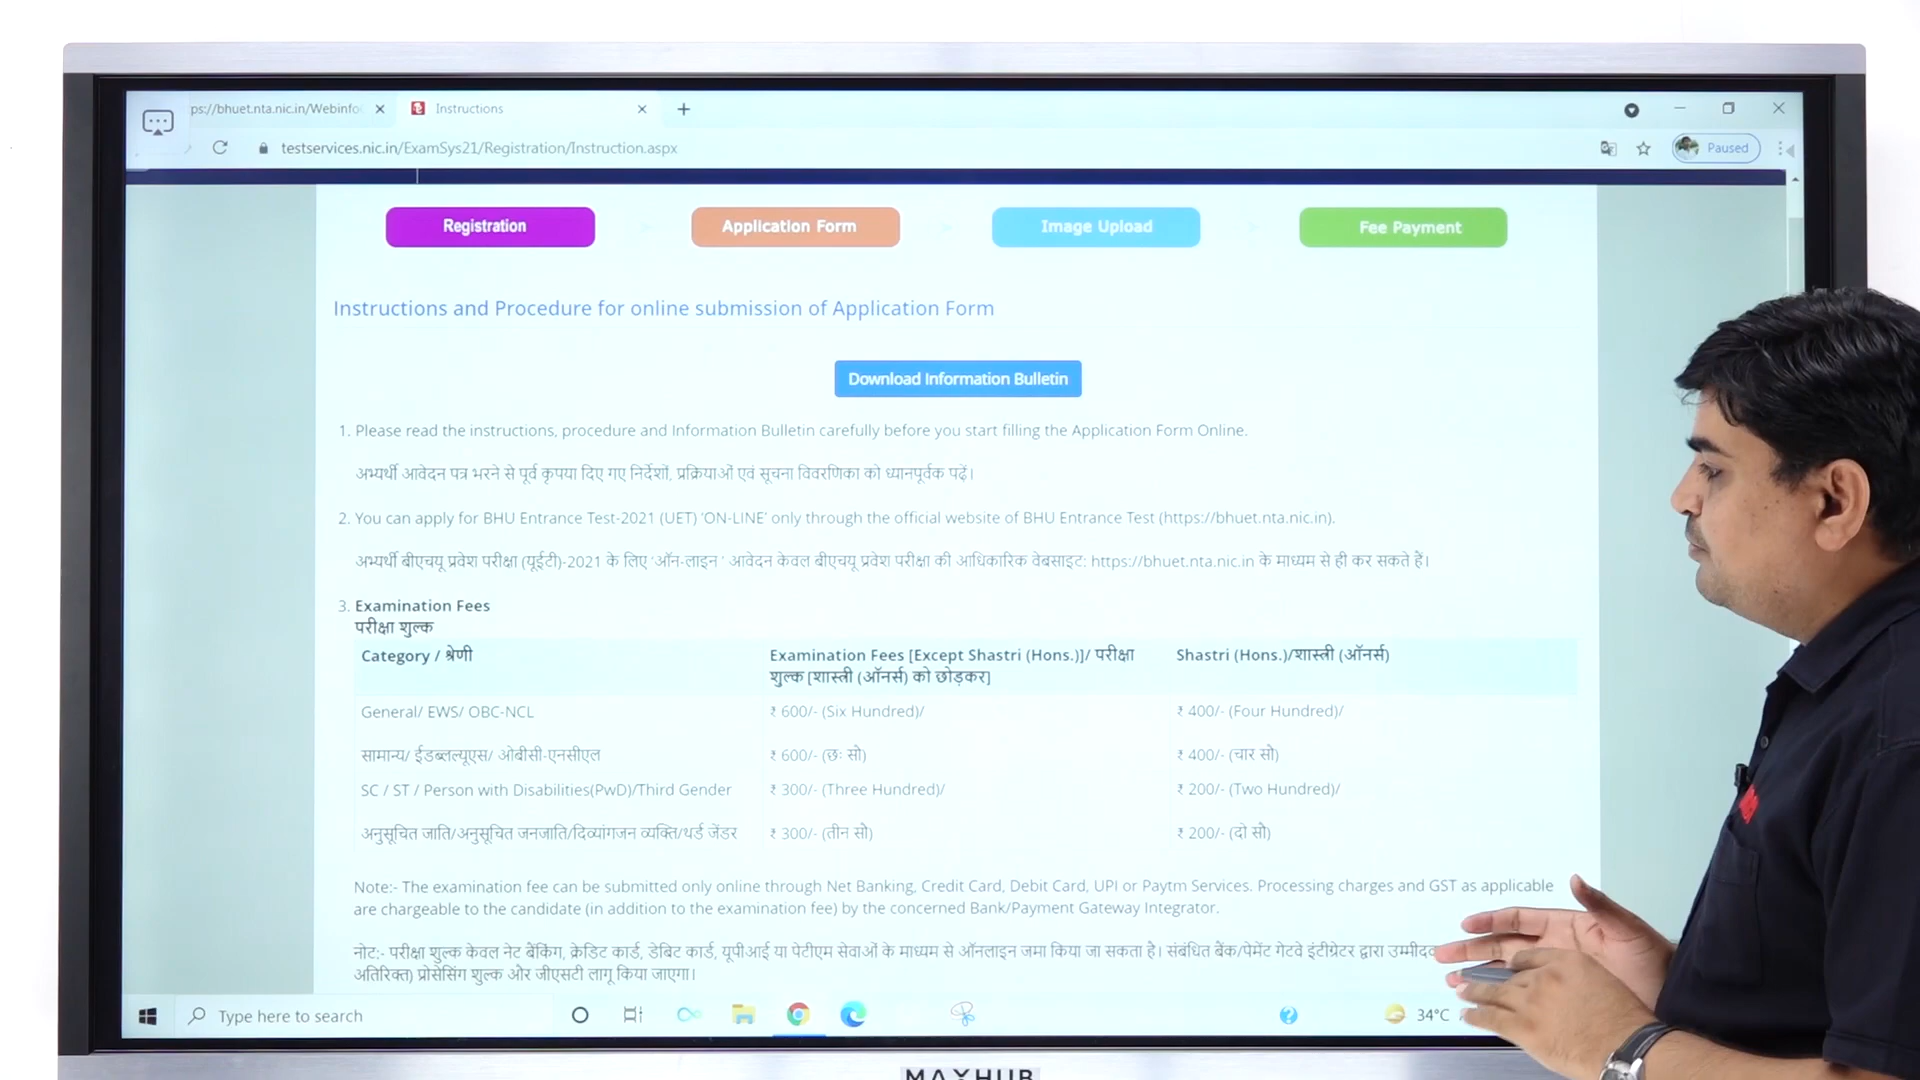 ps://bhuet.nta.nic.in/Webinfo
Instructions
testservices.nic.in/ExamSys21/Registration/Instruction.aspx
Paused
Registration
Application Form
Image Upload
Fee Payment
Instructions and Procedure for online submission of Application Form
Download Information Bulletin
1. Please read the instructions, procedure and Information Bulletin carefully before you start filling the Application Form Online.
अभ्यर्थी आवेदन पत्र भरने से पूर्व कृपया दिए गए निर्देशों, प्रक्रियाओं एवं सूचना विवरणिका को ध्यानपूर्वक पढ़ें।
2. You can apply for BHU Entrance Test-2021 (UET) 'ON-LINE' only through the official website of BHU Entrance Test (https://bhuet.nta.nic.in).
अभ्यर्थी बीएचयू प्रवेश परीक्षा (यूईटी)-2021 के लिए 'ऑन-लाइन ' आवेदन केवल बीएचयू प्रवेश परीक्षा की आधिकारिक वेबसाइट: https://bhuet.nta.nic.in के माध्यम से ही कर सकते हैं।
3. Examination Fees
परीक्षा शुल्क
Category / श्रेणी Examination Fees [Except Shastri (Hons.)]/ परीक्षा Shastri (Hons.)/शास्त्री (ऑनर्स)
शुल्क [शास्त्री (ऑनर्स) को छोड़कर]
General/ EWS/ OBC-NCL ₹ 600/- (Six Hundred)/ ₹ 400/- (Four Hundred)/
सामान्य/ ईडब्लल्यूएस/ ओबीसी-एनसीएल ₹ 600/- (छः सो) ₹ 400/- (चार सो)
SC / ST / Person with Disabilities(PwD)/Third Gender ₹ 300/- (Three Hundred)/ ₹ 200/- (Two Hundred)/
अनुसूचित जाति/अनुसूचित जनजाति/दिव्यांगजन व्यक्ति/थर्ड जेंडर ₹ 300/- (तीन सो) ₹ 200/- (दो सौ)
Note:- The examination fee can be submitted only online through Net Banking, Credit Card, Debit Card, UPI or Paytm Services. Processing charges and GST as applicable
are chargeable to the candidate (in addition to the examination fee) by the concerned Bank/Payment Gateway Integrator.
नोट:- परीक्षा शुल्क केवल नेट बैंकिंग, क्रेडिट कार्ड, डेबिट कार्ड, यूपीआई या पेटीएम सेवाओं के माध्यम से ऑनलाइन जमा किया जा सकता है। संबंधित बैंक/पेमेंट गेटवे इंटीग्रेटर द्वारा
अतिरिक्त) प्रोसेसिंग शुल्क और जीएसटी लागू किया जाएगा।
Type here to search
34°C
MAXHUB